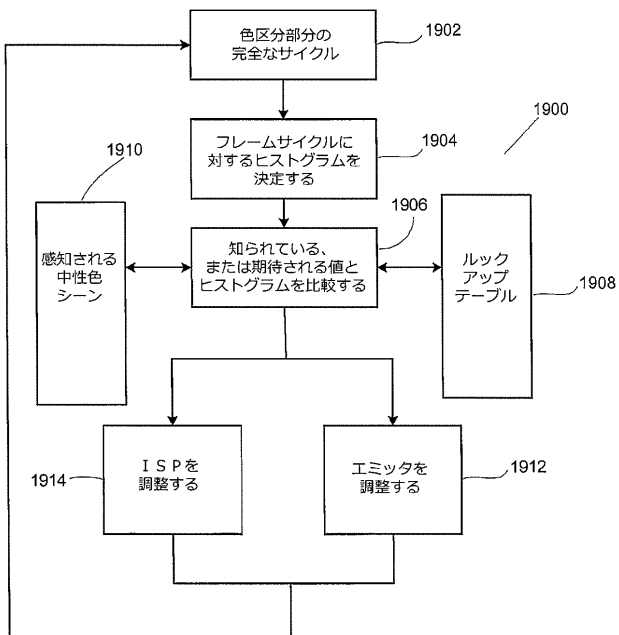 色区分部分の
完全なサイクル
1902
フレームサイクルに
対するヒストグラムを
決定する
1904
1900
1910
感知される
中性色
シーン
知られている、
または期待される値と
ヒストグラムを比較する
1906
ルック
アップ
テーブル
1908
ISPを
調整する
1914
エミッタを
調整する
1912